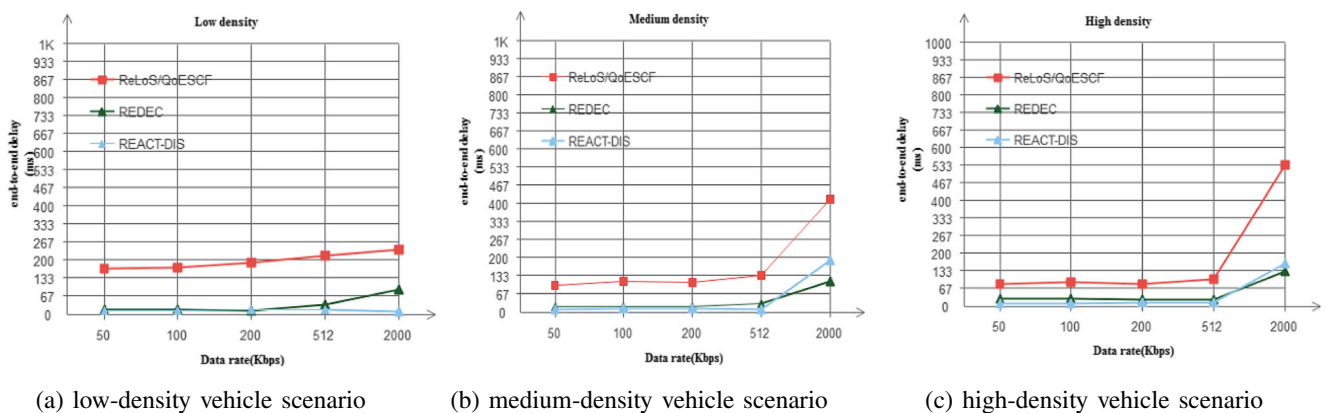 Low density
1K
933
867
800
733
667
600
533
467
400
333
267
200
133
67
0
ReLoS/QoESCF
REDEC
REACT-DIS
end-to-end delay
(ms)
50 100 200 512 2000
Data rate(Kbps)
(a) low-density vehicle scenario
Medium density
1K
933
867
800
733
667
600
533
467
400
333
267
200
133
67
0
ReLoS/QoESCF
REDEC
REACT-DIS
end-to-end delay
(ms)
50 100 200 512 2000
Data rate(Kbps)
(b) medium-density vehicle scenario
High density
1000
933
867
800
733
667
600
533
467
400
333
267
200
133
67
0
ReLoS/QoESCF
REDEC
REACT-DIS
end-to-end delay
(ms)
50 100 200 512 2000
Data rate(Kbps)
(c) high-density vehicle scenario